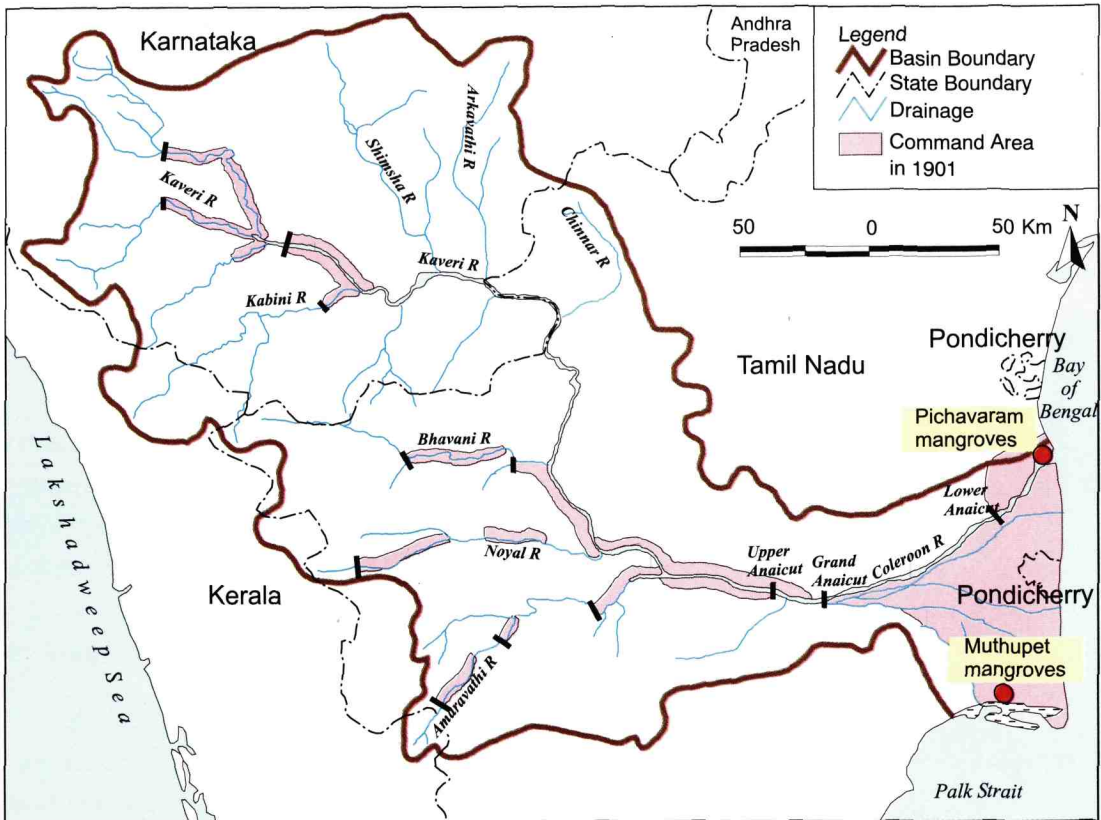 Karnataka
Andhra
Pradesh
Legend
Basin Boundary
State Boundary
Drainage
Command Area
in 1901
Arkavathi R
Shimsha R
Kaveri R
Chinnar R
50 0 50 Km
N
Kaveri R
Kabini R
Tamil Nadu
Pondicherry
Bay
of
Bengal
Pichavaram
mangroves
Bhavani R
Lakshadweep Sea
Lower
Anaicut
Noyal R
Upper
Anaicut
Grand
Anaicut
Coleroon R
Kerala
Pondicherry
Muthupet
mangroves
Amaravathi R
Palk Strait